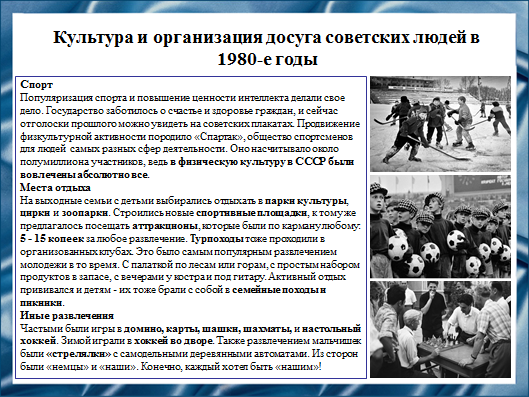 Культура и организация досуга советских людей в
1980-е годы
Спорт
Популяризация спорта и повышение ценности интеллекта делали свое
дело. Государство заботилось о счастье и здоровье граждан, и сейчас
отголоски прошлого можно увидеть на советских плакатах. Продвижение
физкультурной активности породило «Спартак», общество спортсменов
для людей самых разных сфер деятельности. Оно насчитывало около
полумиллиона участников, ведь в физическую культуру в СССР были
вовлечены абсолютно все.
Места отдыха
На выходные семьи с детьми выбирались отдыхать в парки культуры,
цирки и зоопарки. Строились новые спортивные площадки, к тому же
предлагалось посещать аттракционы, которые были по карману любому:
5 - 15 копеек за любое развлечение. Турпоходы тоже проходили в
организованных клубах. Это было самым популярным развлечением
молодежи в то время. С палаткой по лесам или горам, с простым набором
продуктов в запасе, с вечерами у костра и под гитару. Активный отдых
прививался и детям - их тоже брали с собой в семейные походы и
пикники.
Иные развлечения
Частыми были игры в домино, карты, шашки, шахматы, и настольный
хоккей. Зимой играли в хоккей во дворе. Также развлечением мальчишек
были «стрелялки» с самодельными деревянными автоматами. Из сторон
были «немцы» и «наши». Конечно, каждый хотел быть «нашим»!